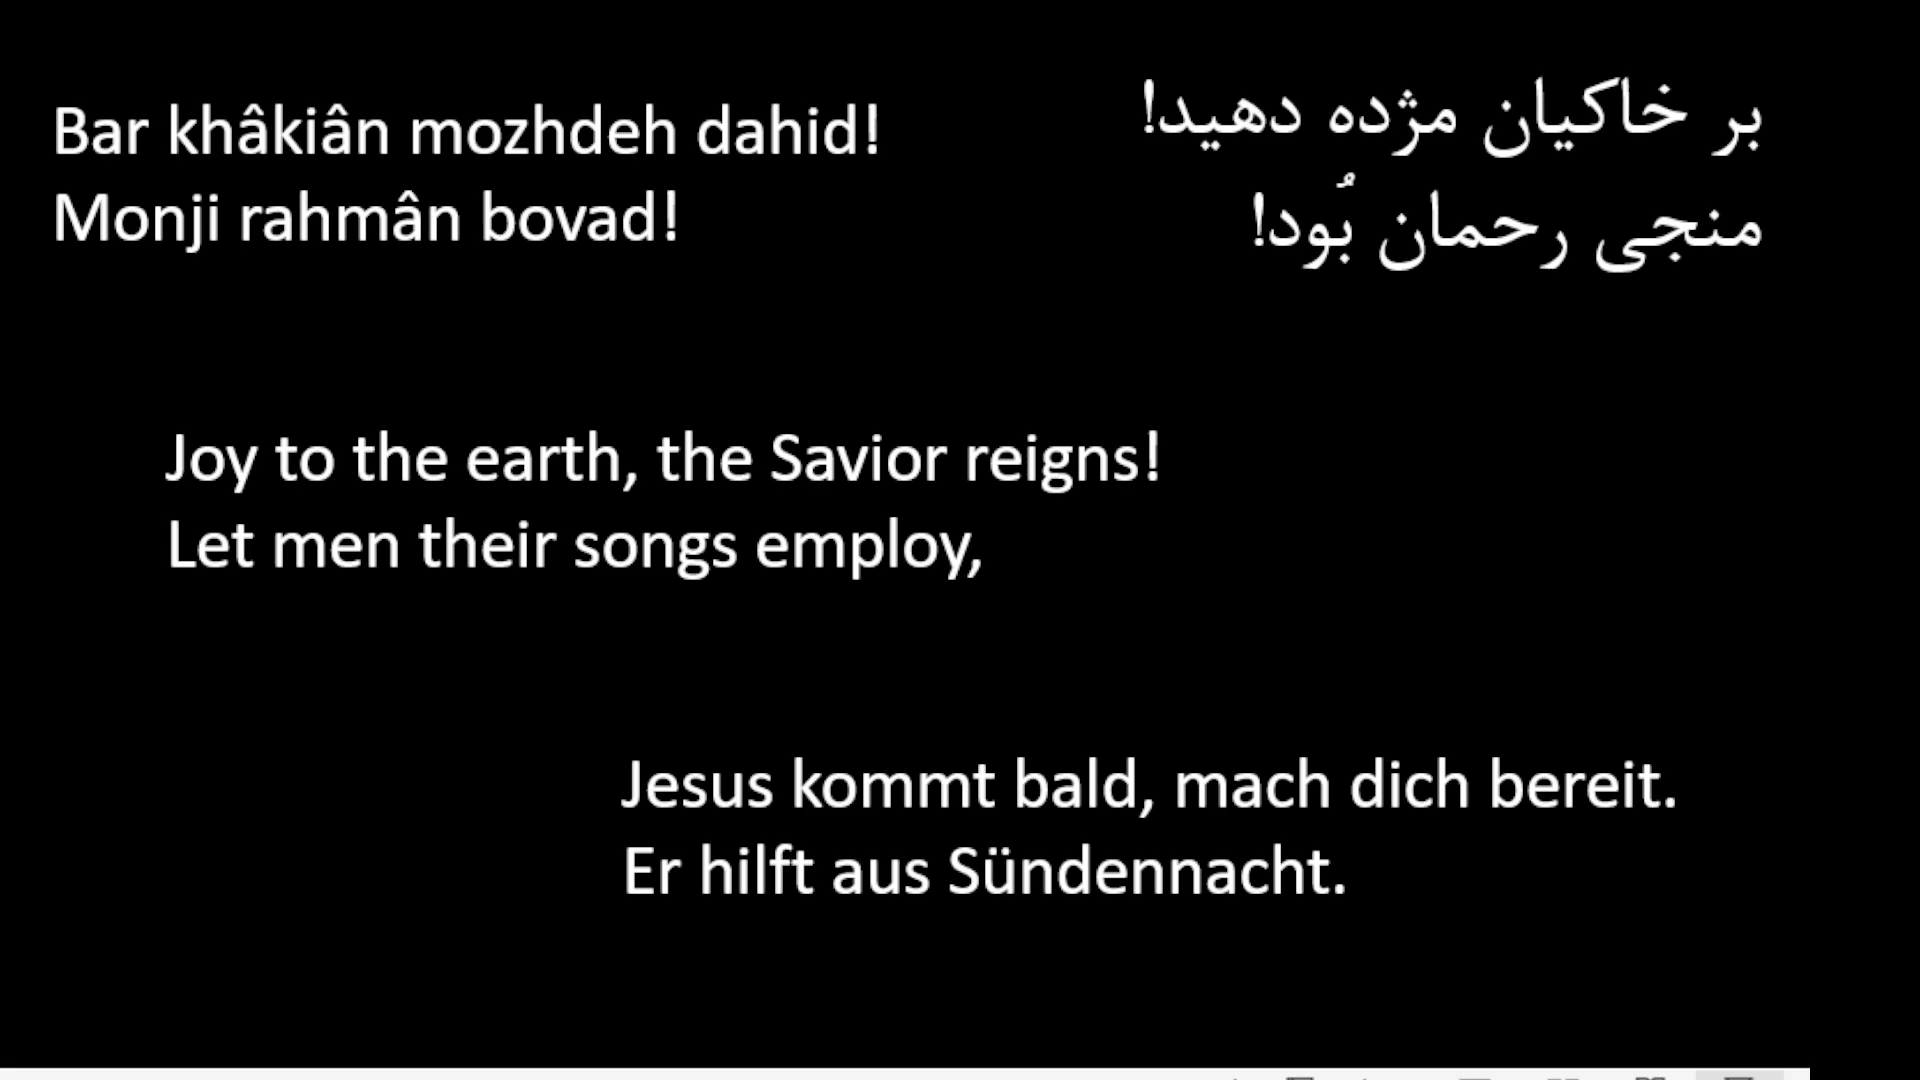 Bar khâkiân mozhdeh dahid!
Monji rahmân bovad!
بر خاکیان مژده دهید!
منجی رحمان بُود!
Joy to the earth, the Savior reigns!
Let men their songs employ,
Jesus kommt bald, mach dich bereit.
Er hilft aus Sündennacht.